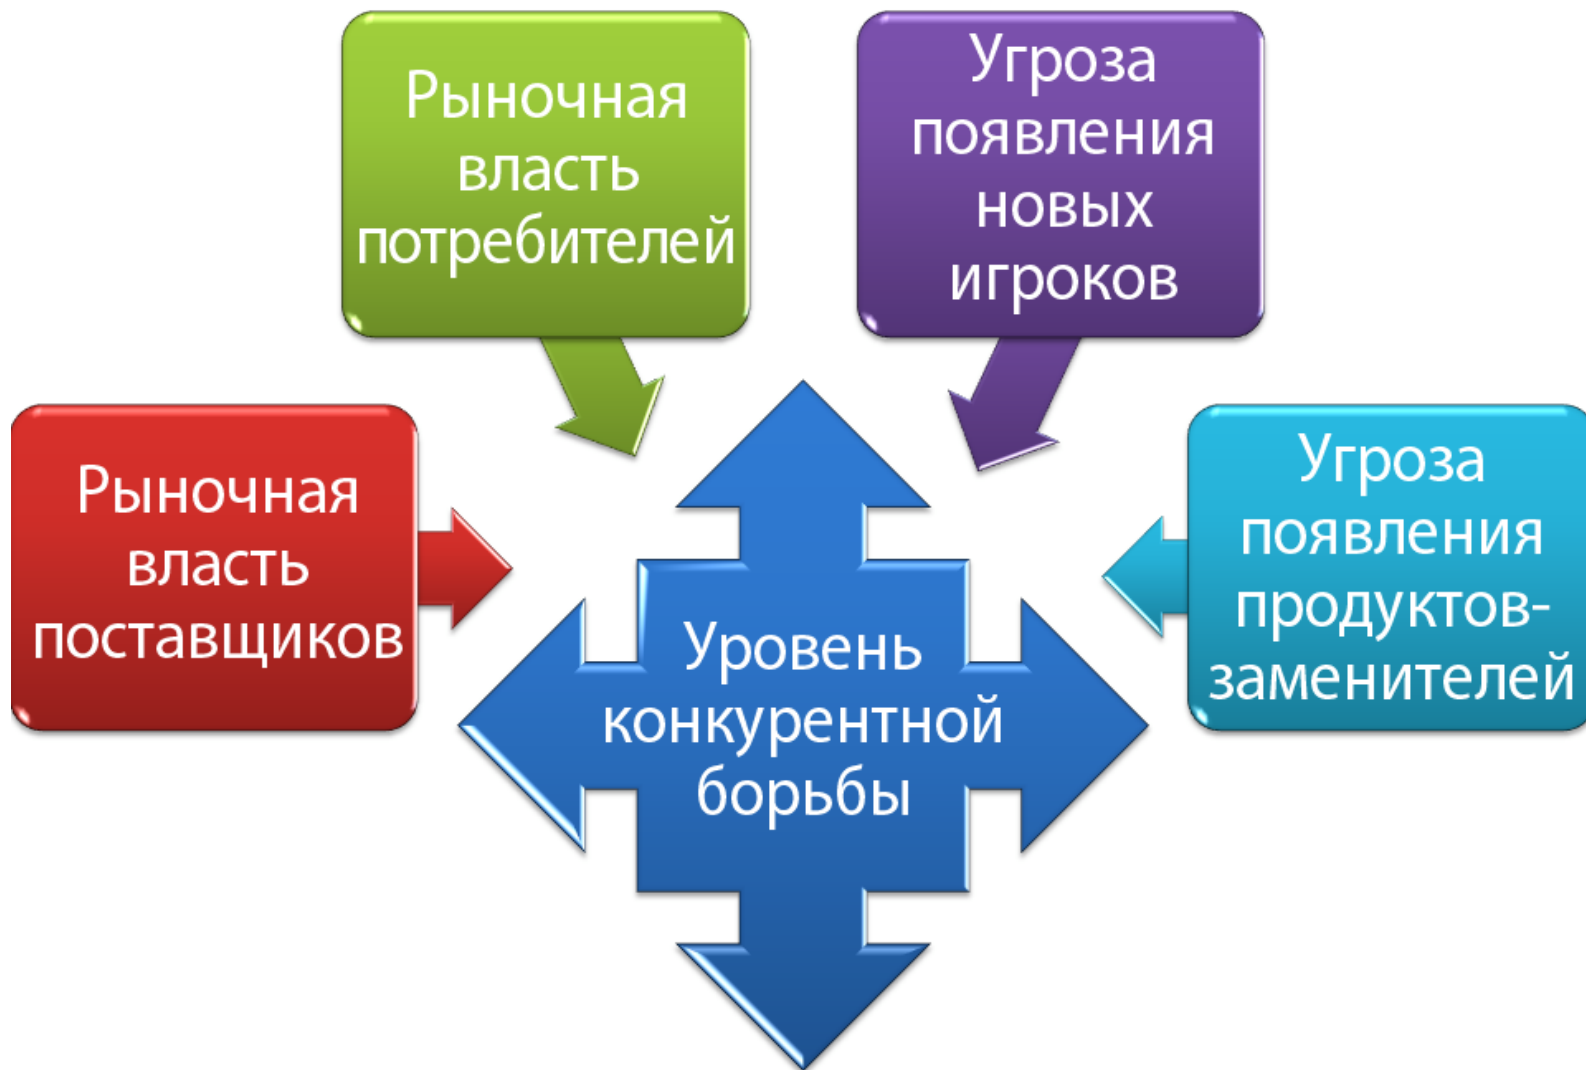 Рыночная
власть
потребителей
Угроза
появления
новых
игроков
Рыночная
власть
поставщиков
Угроза
появления
продуктов-
заменителей
Уровень
конкурентной
борьбы